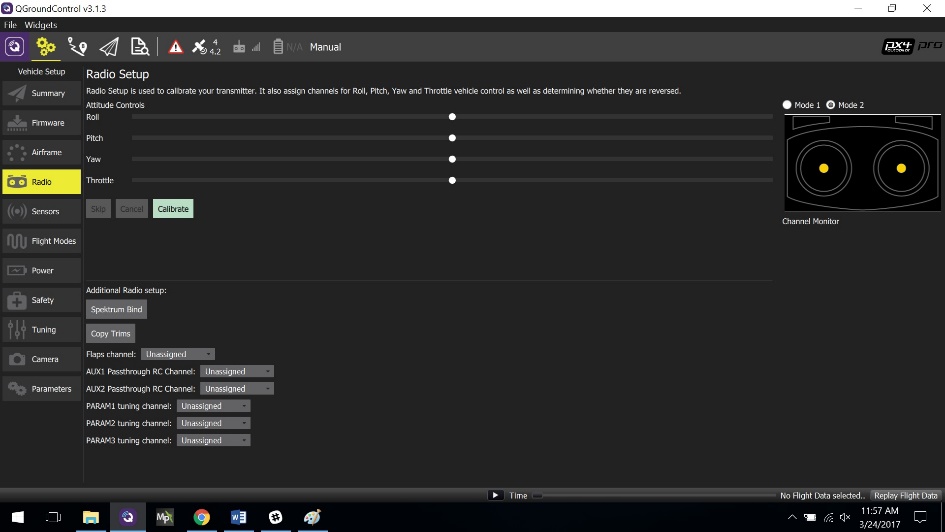 QGroundControl v3.1.3
File Widgets
4
4.2
N/A Manual
px4 pro
AUTOPILOT
Vehicle Setup
Summary
Firmware
Airframe
Radio
Sensors
Flight Modes
Power
Safety
Tuning
Camera
Parameters
Radio Setup
Radio Setup is used to calibrate your transmitter. It also assign channels for Roll, Pitch, Yaw and Throttle vehicle control as well as determining whether they are reversed.
Attitude Controls
Roll
Pitch
Yaw
Throttle
Skip Cancel Calibrate
Mode 1 Mode 2
Channel Monitor
Additional Radio setup:
Spektrum Bind
Copy Trims
Flaps channel: Unassigned
AUX1 Passthrough RC Channel: Unassigned
AUX2 Passthrough RC Channel: Unassigned
PARAM1 tuning channel: Unassigned
PARAM2 tuning channel: Unassigned
PARAM3 tuning channel: Unassigned
Time No Flight Data selected.. Replay Flight Data
Mp
11:57 AM
3/24/2017